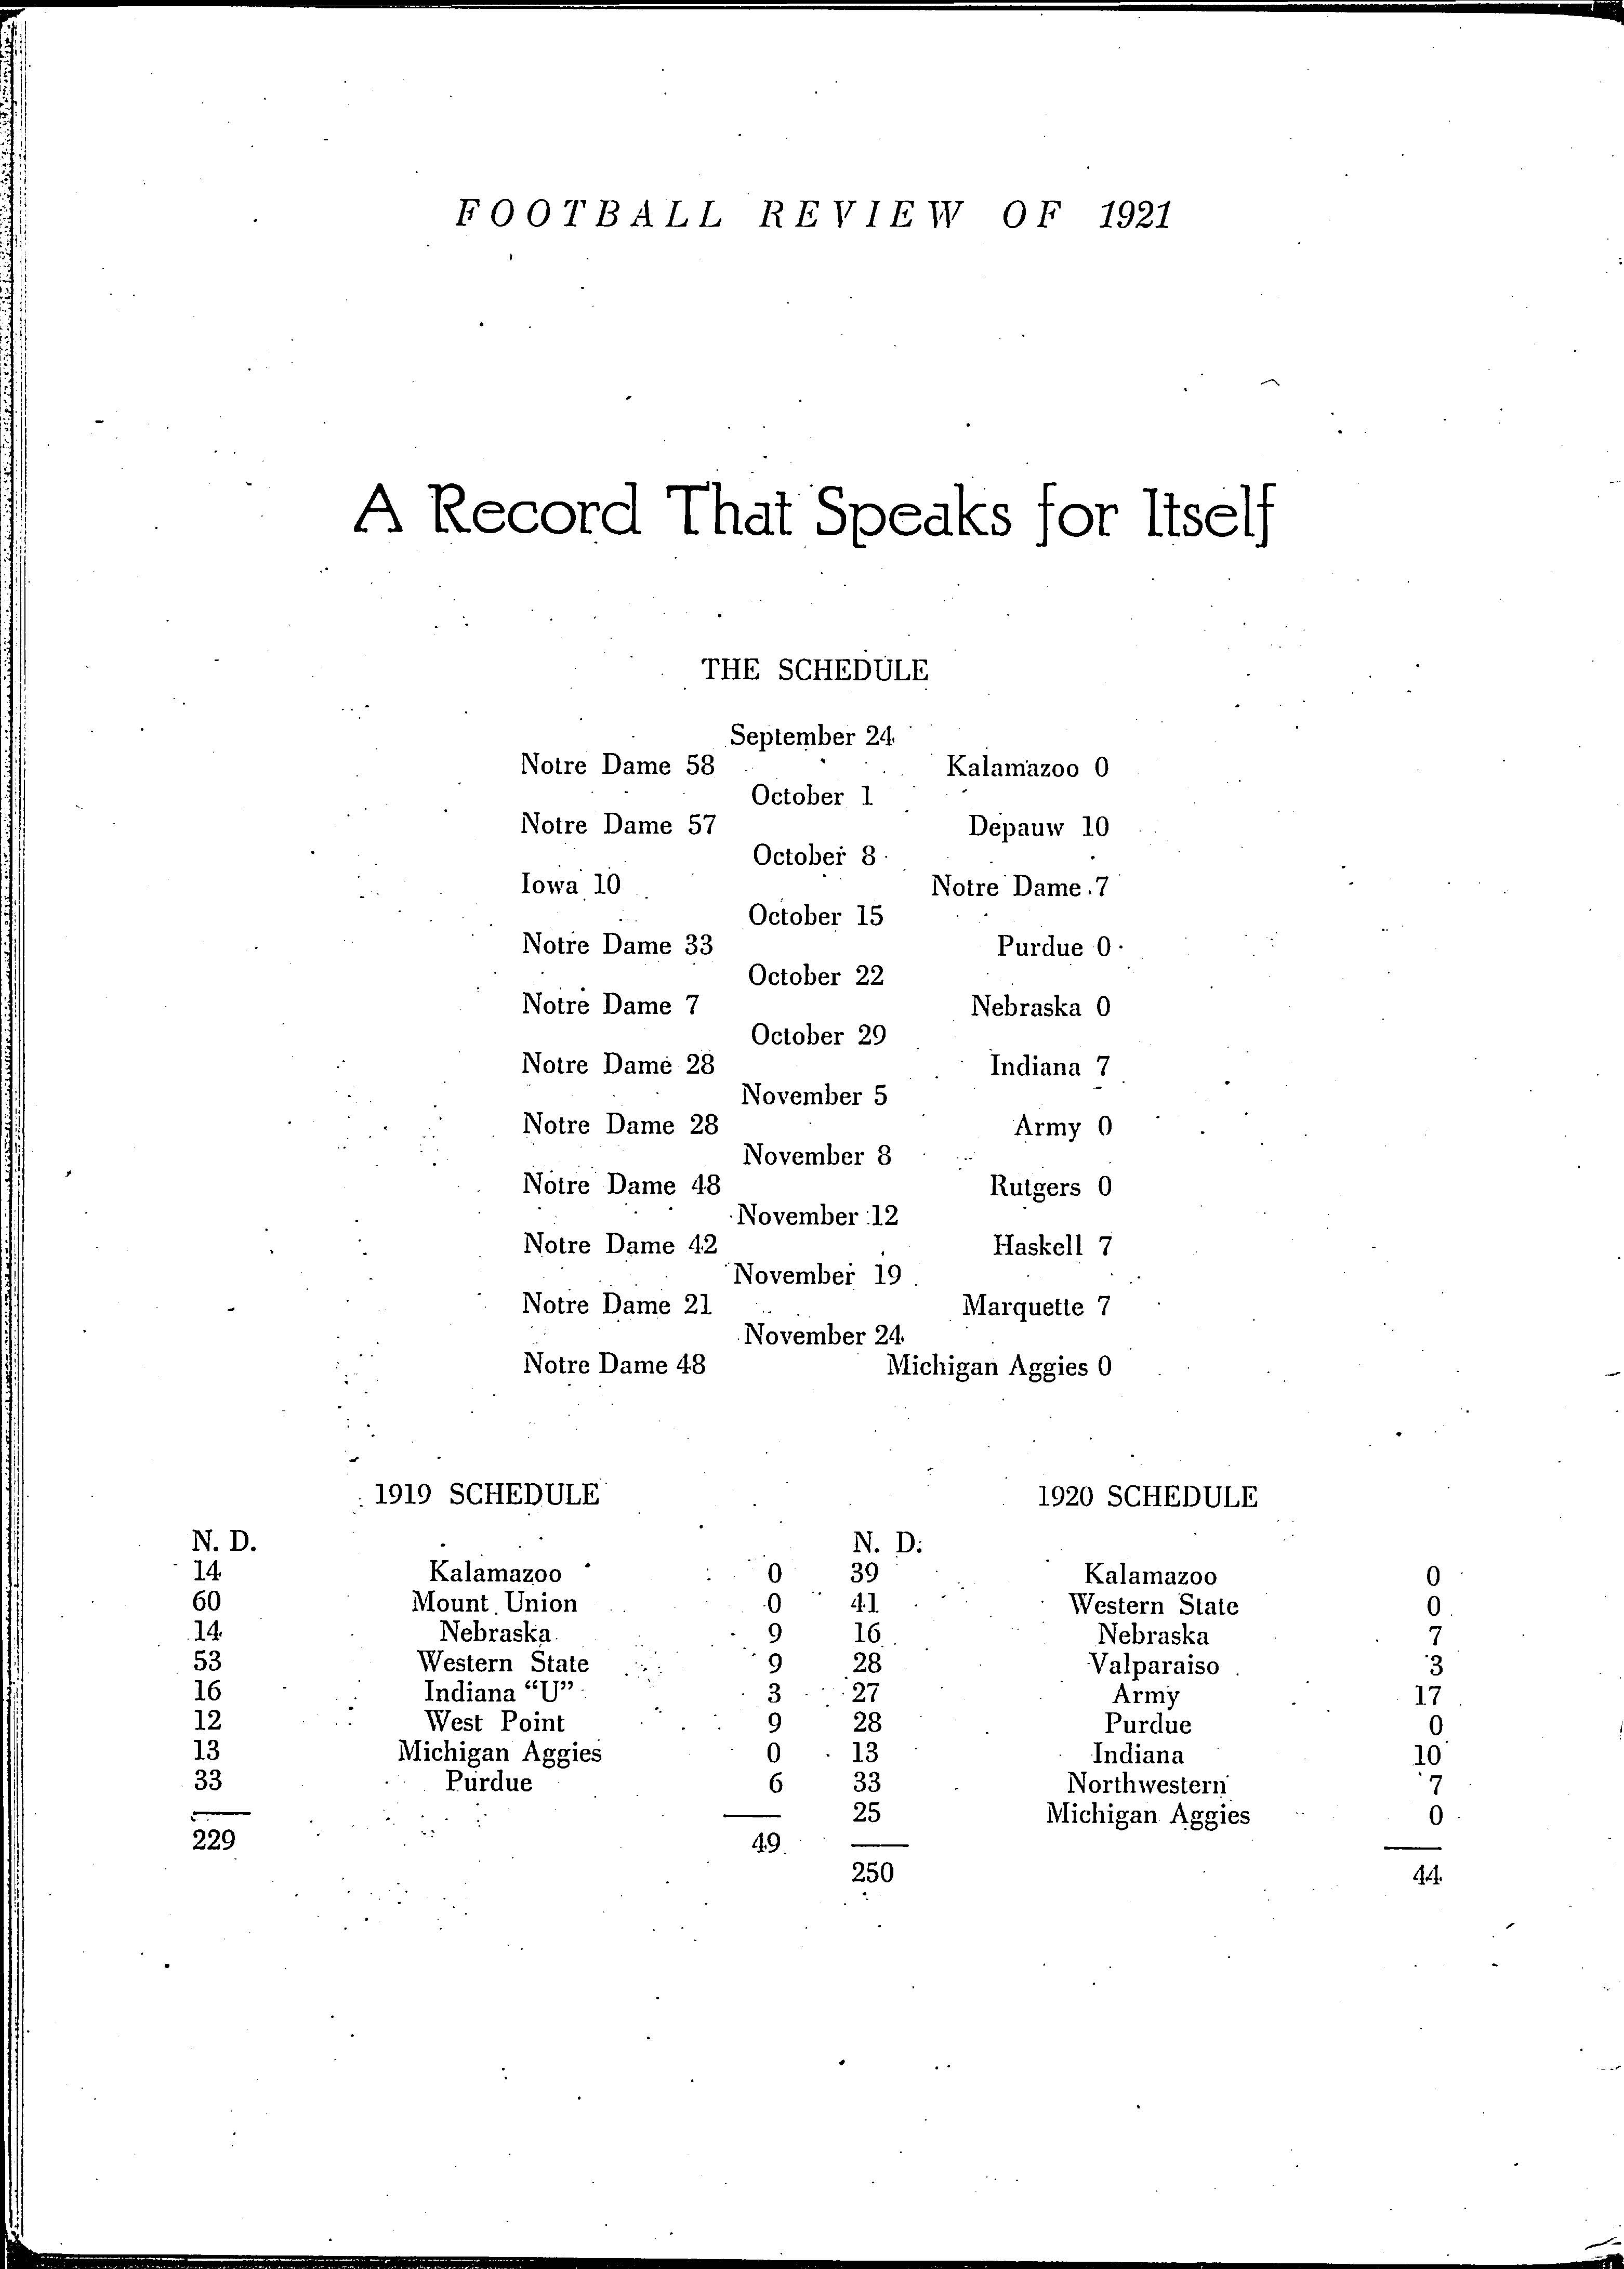 FOOTBALL REVIEW OF 1921
A Record That Speaks for Itself
THE SCHEDULE
September 24
Notre Dame 58 Kalamazoo 0
October 1
Notre Dame 57 Depauw 10
October 8
Iowa 10 Notre Dame 7
October 15
Notre Dame 33 Purdue 0
October 22
Notre Dame 7 Nebraska 0
October 29
Notre Dame 28 Indiana 7
November 5
Notre Dame 28 Army 0
November 8
Notre Dame 48 Rutgers 0
November 12
Notre Dame 42 Haskell 7
November 19
Notre Dame 21 Marquette 7
November 24
Notre Dame 48 Michigan Aggies 0
1919 SCHEDULE
N. D.
14 Kalamazoo 0
60 Mount Union 0
14 Nebraska 9
53 Western State 9
16 Indiana “U” 3
12 West Point 9
13 Michigan Aggies 0
33 Purdue 6
229 49
1920 SCHEDULE
N. D.
39 Kalamazoo 0
41 Western State 0
16 Nebraska 7
28 Valparaiso 3
27 Army 17
28 Purdue 0
13 Indiana 10
33 Northwestern 7
25 Michigan Aggies 0
250 44